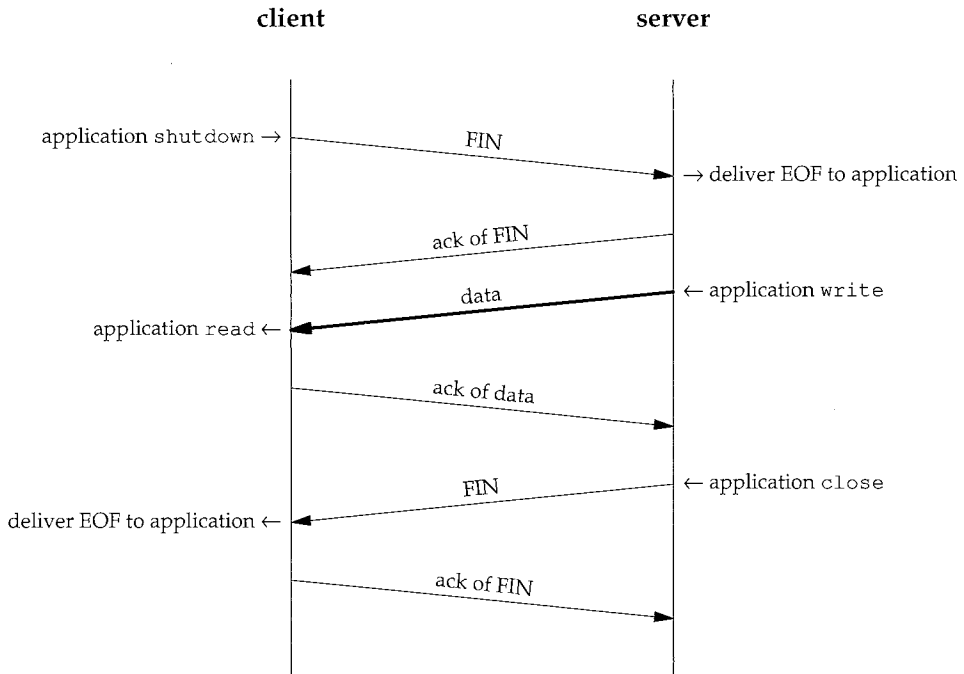 client server
application shutdown →
FIN
→ deliver EOF to application
ack of FIN
← application write
data
application read ←
ack of data
← application close
FIN
deliver EOF to application ←
ack of FIN